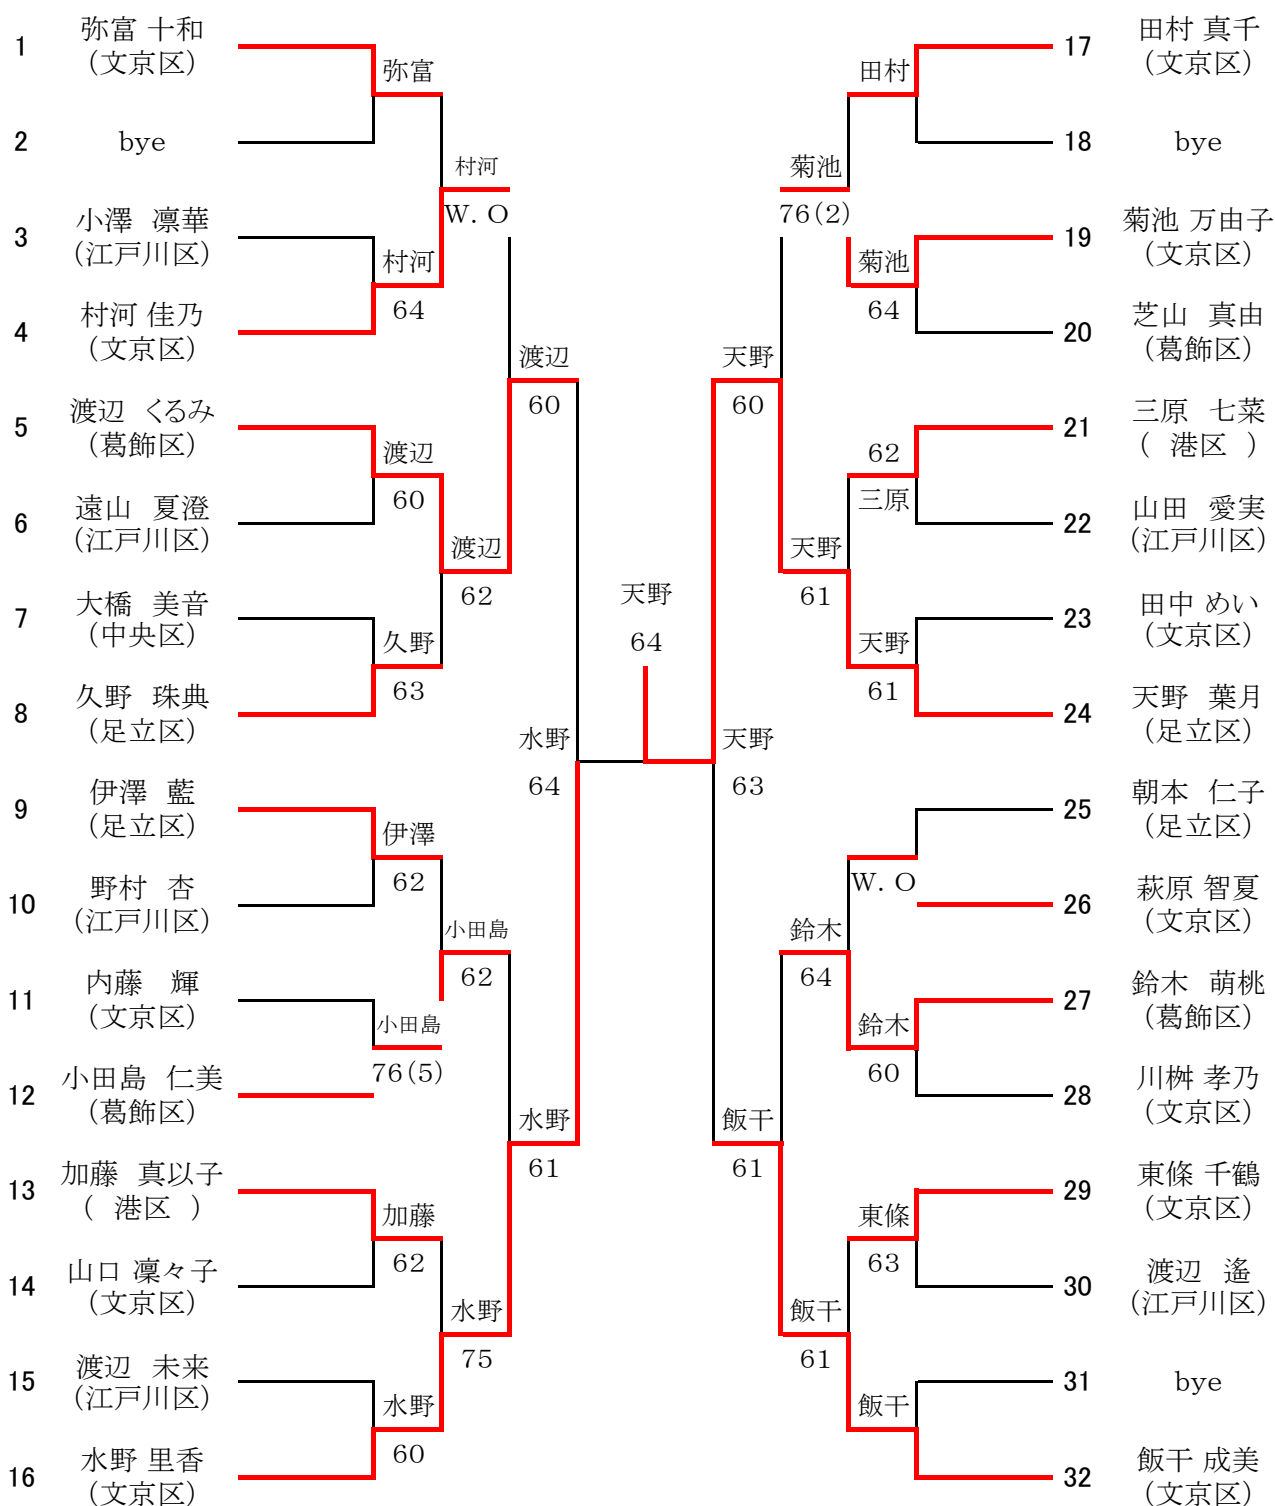 1 弥富 十和
(文京区)
2 bye
3 小澤 凛華
(江戸川区)
4 村河 佳乃
(文京区)
5 渡辺 くるみ
(葛飾区)
6 遠山 夏澄
(江戸川区)
7 大橋 美音
(中央区)
8 久野 珠典
(足立区)
9 伊澤 藍
(足立区)
10 野村 杏
(江戸川区)
11 内藤 輝
(文京区)
12 小田島 仁美
(葛飾区)
13 加藤 真以子
( 港区 )
14 山口 凜々子
(文京区)
15 渡辺 未来
(江戸川区)
16 水野 里香
(文京区)
弥富
村河
64
渡辺
60
久野
63
伊澤
62
小田島
76(5)
加藤
62
水野
60
村河
W.O
渡辺
62
小田島
62
水野
75
渡辺
60
水野
61
水野
64
天野
64
天野
63
天野
60
飯干
61
菊池
76(2)
天野
61
鈴木
64
飯干
61
田村
菊池
64
62
三原
天野
61
W.O
鈴木
60
東條
63
飯干
17 田村 真千
(文京区)
18 bye
19 菊池 万由子
(文京区)
20 芝山 真由
(葛飾区)
21 三原 七菜
( 港区 )
22 山田 愛実
(江戸川区)
23 田中 めい
(文京区)
24 天野 葉月
(足立区)
25 朝本 仁子
(足立区)
26 萩原 智夏
(文京区)
27 鈴木 萌桃
(葛飾区)
28 川桝 孝乃
(文京区)
29 東條 千鶴
(文京区)
30 渡辺 遙
(江戸川区)
31 bye
32 飯干 成美
(文京区)